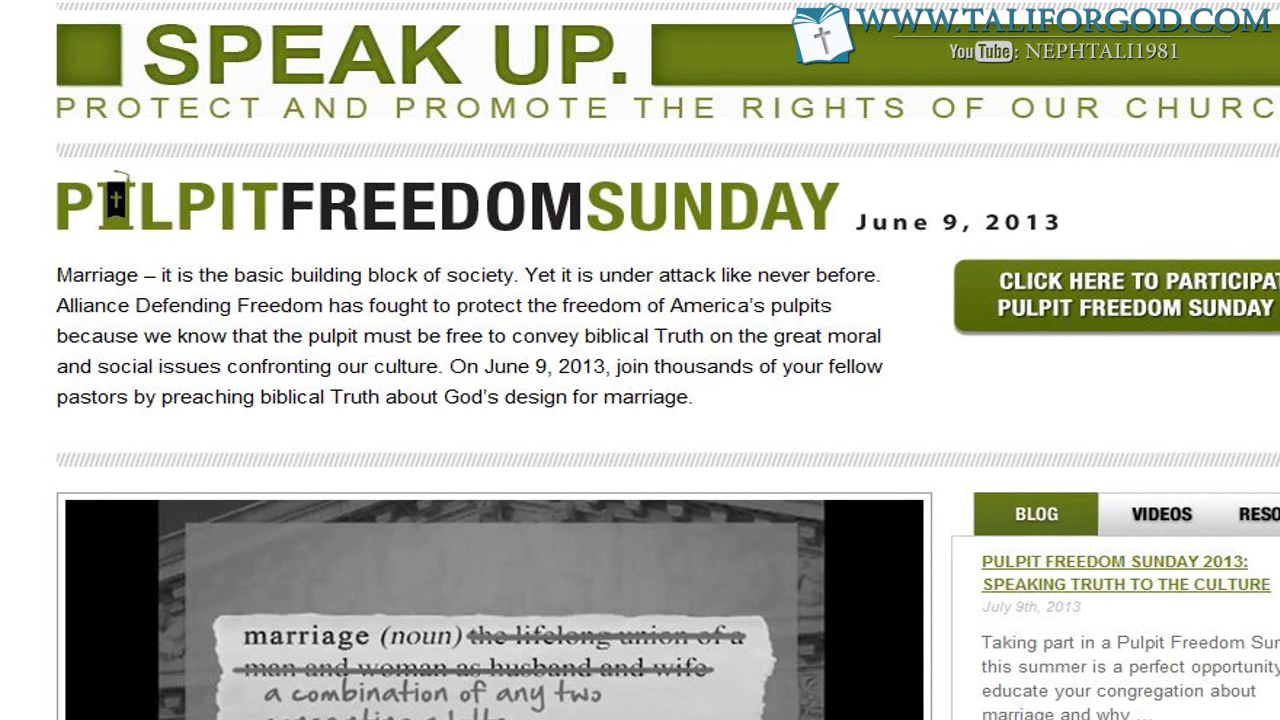 WWW.TALIFORGOD.COM
You Tube: NEPHTALI1981
SPEAK UP.
PROTECT AND PROMOTE THE RIGHTS OF OUR CHURC
PULPITFREEDOMSUNDAY June 9, 2013
Marriage – it is the basic building block of society. Yet it is under attack like never before.
Alliance Defending Freedom has fought to protect the freedom of America's pulpits
because we know that the pulpit must be free to convey biblical Truth on the great moral
and social issues confronting our culture. On June 9, 2013, join thousands of your fellow
pastors by preaching biblical Truth about God's design for marriage.
CLICK HERE TO PARTICIPAT
PULPIT FREEDOM SUNDAY
marriage (noun) the lifelong union of a
man and woman as husband and wife
a combination of any two
BLOG VIDEOS RESO
PULPIT FREEDOM SUNDAY 2013:
SPEAKING TRUTH TO THE CULTURE
July 9th, 2013
Taking part in a Pulpit Freedom Sun
this summer is a perfect opportunity
educate your congregation about
marriage and why ...